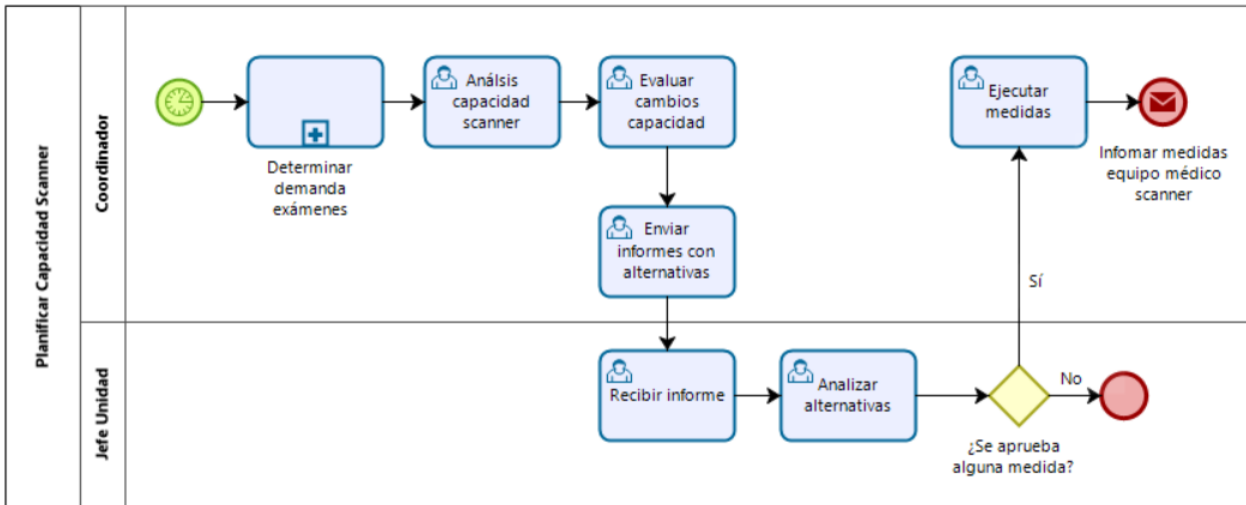 Planificar Capacidad Scanner
Coordinador
Determinar
demanda
exámenes
Análsis
capacidad
scanner
Evaluar
cambios
capacidad
Enviar
informes con
alternativas
Ejecutar
medidas
Infomar medidas
equipo médico
scanner
Sí
Jefe Unidad
Recibir informe
Analizar
alternativas
¿Se aprueba
alguna medida?
No